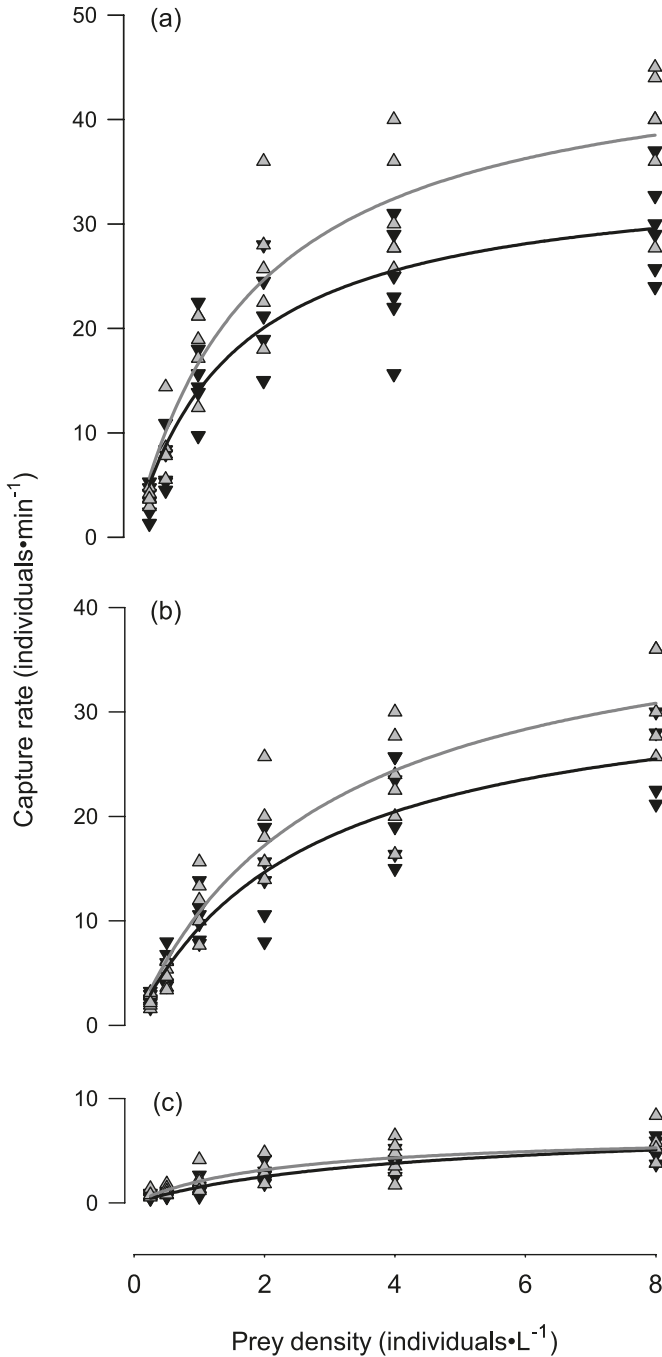 (a)
50
40
30
20
10
0
(b)
40
30
20
10
0
(c)
10
0
Capture rate (individuals•min⁻¹)
0 2 4 6 8
Prey density (individuals•L⁻¹)